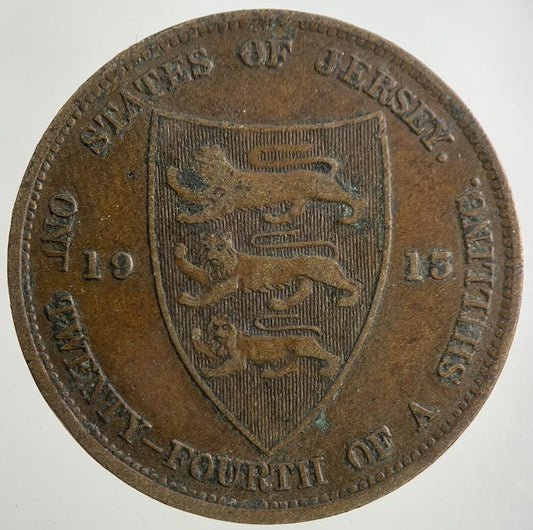 STATES OF JERSEY.
19 13
ONE TWENTY-FOURTH OF A SHILLING.